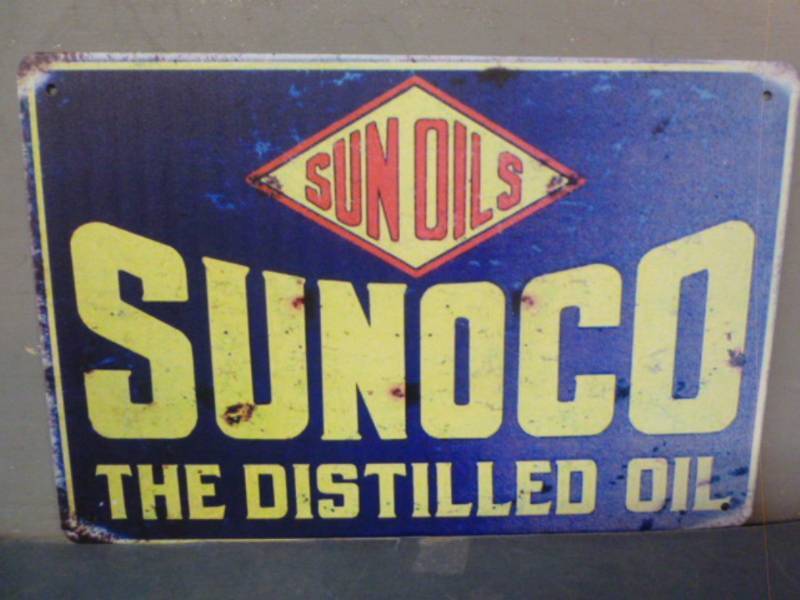 SUN OILS
SUNOCO
THE DISTILLED OIL